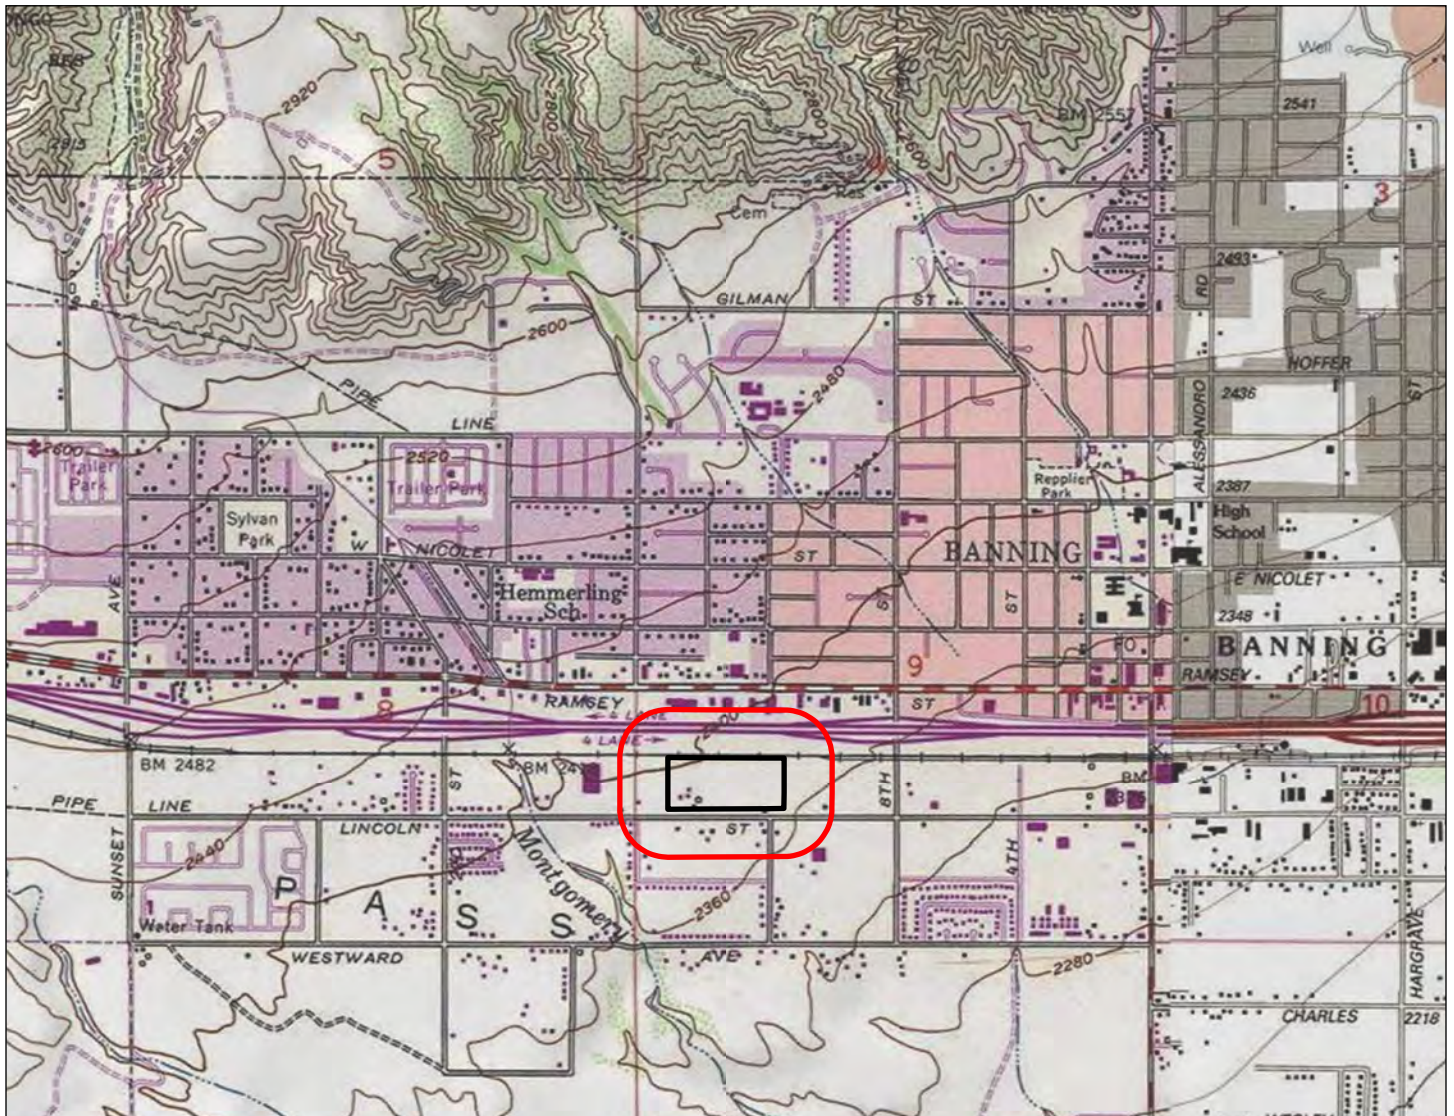 RES
2920
2800
2800
2600
BM 2557
Well
2541
2915
5
3
Cem
2493
RD
GILMAN ST
2600
HOFFER
PIPE LINE
2480
2436
ALESSANDRO
ST
2600
Trailer Park
2520
Trailer Park
Repplier Park
2387
Sylvan Park
High School
W NICOLET
ST
BANNING
E NICOLET
AVE
Hemmerling Sch
ST
ST
2348
9
BANNING
RAMSEY
8
RAMSEY ST
10
4 LANE
2400
4 LANE
BM 2482
ST
8TH
BM
PIPE LINE
LINCOLN ST
SUNSET
2440
4TH
PASS
Montgomery
2360
Water Tank
WESTWARD AVE
2280
HARGRAVE
CHARLES
2218